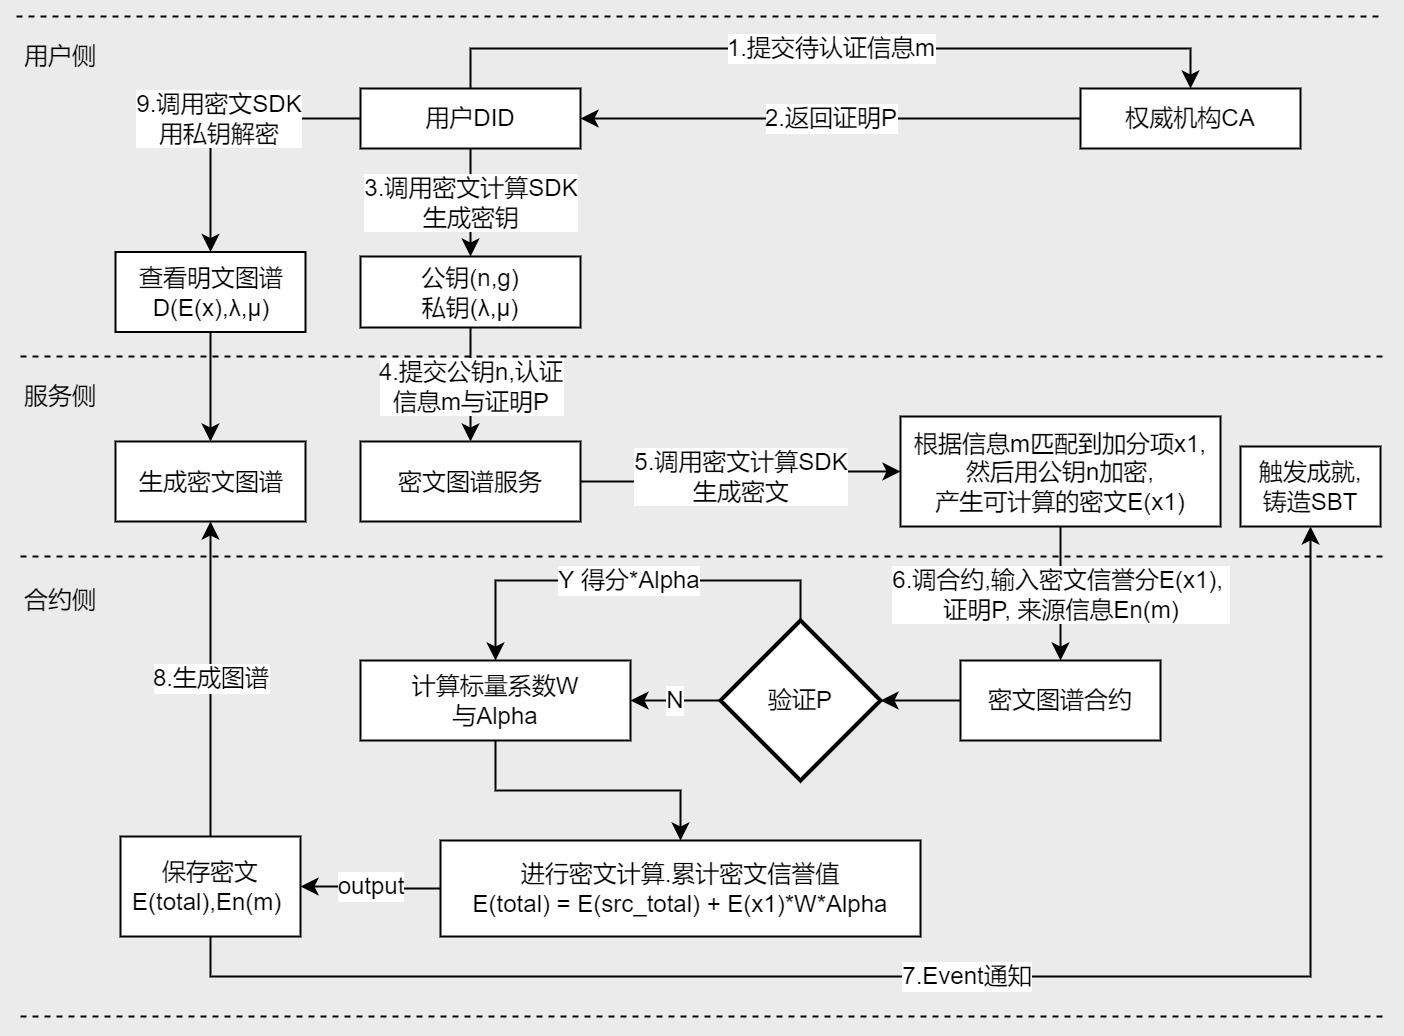 用户侧
1.提交待认证信息m
9.调用密文SDK
用私钥解密
用户DID
2.返回证明P
权威机构CA
3.调用密文计算SDK
生成密钥
查看明文图谱
D(E(x),λ,μ)
公钥(n,g)
私钥(λ,μ)
服务侧
4.提交公钥n,认证
信息m与证明P
生成密文图谱
密文图谱服务
5.调用密文计算SDK
生成密文
根据信息m匹配到加分项x1,
然后用公钥n加密,
产生可计算的密文E(x1)
触发成就,
铸造SBT
合约侧
Y 得分*Alpha
6.调合约,输入密文信誉分E(x1),
证明P, 来源信息En(m)
8.生成图谱
计算标量系数W
与Alpha
N
验证P
密文图谱合约
保存密文
E(total),En(m)
output
进行密文计算.累计密文信誉值
E(total) = E(src_total) + E(x1)*W*Alpha
7.Event通知